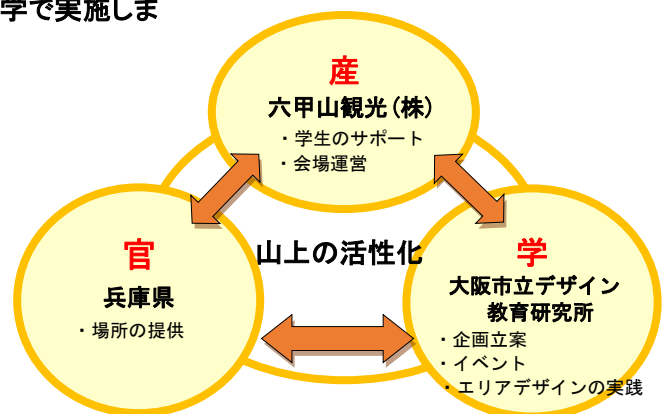 学で実施しま
産
六甲山観光(株)
・学生のサポート
・会場運営
官
兵庫県
・場所の提供
山上の活性化
学
大阪市立デザイン
教育研究所
・企画立案
・イベント
・エリアデザインの実践